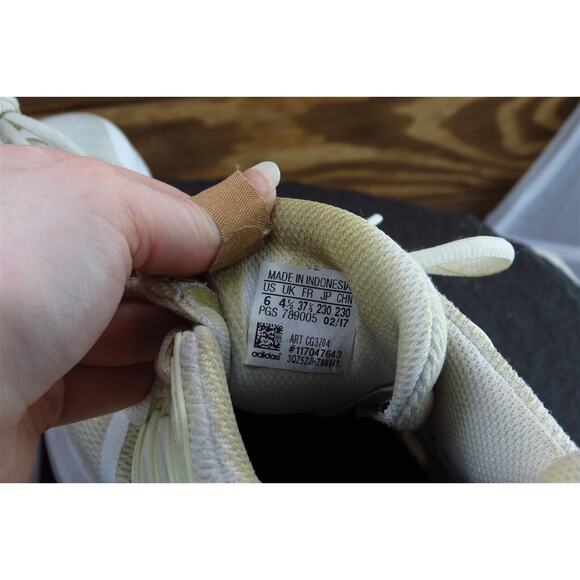 MADE IN INDONESIA
US UK FR JP CHN
6 4½ 37⅓ 230 230
PGS 789005 02/17
ART CG3704
#117047643
adidas